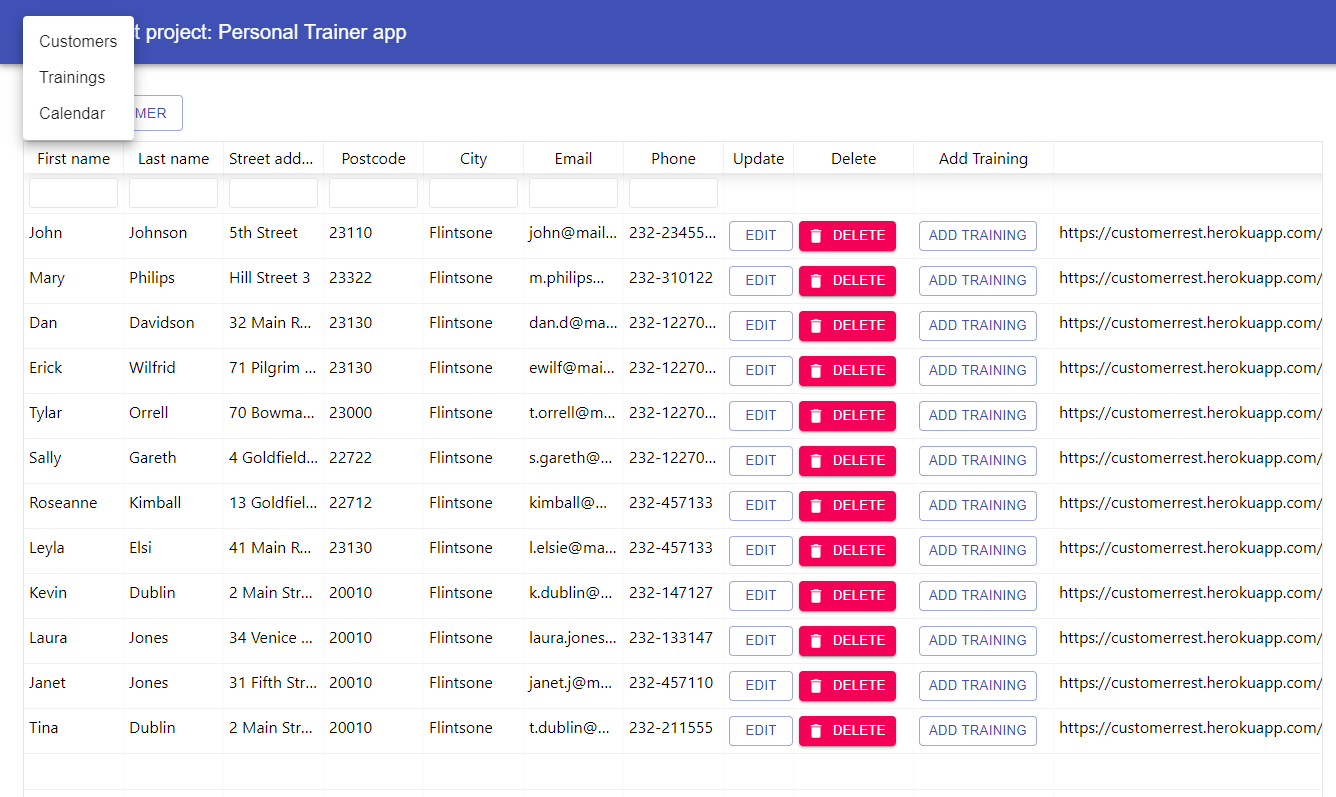 t project: Personal Trainer app
Customers
Trainings
Calendar
MER
First name Last name Street add... Postcode City Email Phone Update Delete Add Training
John Johnson 5th Street 23110 Flintsone john@mail... 232-23455... EDIT DELETE ADD TRAINING https://customerrest.herokuapp.com/
Mary Philips Hill Street 3 23322 Flintsone m.philips... 232-310122 EDIT DELETE ADD TRAINING https://customerrest.herokuapp.com/
Dan Davidson 32 Main R... 23130 Flintsone dan.d@ma... 232-12270... EDIT DELETE ADD TRAINING https://customerrest.herokuapp.com/
Erick Wilfrid 71 Pilgrim ... 23130 Flintsone ewilf@mai... 232-12270... EDIT DELETE ADD TRAINING https://customerrest.herokuapp.com/
Tylar Orrell 70 Bowma... 23000 Flintsone t.orrell@m... 232-12270... EDIT DELETE ADD TRAINING https://customerrest.herokuapp.com/
Sally Gareth 4 Goldfield... 22722 Flintsone s.gareth@... 232-12270... EDIT DELETE ADD TRAINING https://customerrest.herokuapp.com/
Roseanne Kimball 13 Goldfiel... 22712 Flintsone kimball@... 232-457133 EDIT DELETE ADD TRAINING https://customerrest.herokuapp.com/
Leyla Elsi 41 Main R... 23130 Flintsone l.elsie@ma... 232-457133 EDIT DELETE ADD TRAINING https://customerrest.herokuapp.com/
Kevin Dublin 2 Main Str... 20010 Flintsone k.dublin@... 232-147127 EDIT DELETE ADD TRAINING https://customerrest.herokuapp.com/
Laura Jones 34 Venice ... 20010 Flintsone laura.jones... 232-133147 EDIT DELETE ADD TRAINING https://customerrest.herokuapp.com/
Janet Jones 31 Fifth Str... 20010 Flintsone janet.j@m... 232-457110 EDIT DELETE ADD TRAINING https://customerrest.herokuapp.com/
Tina Dublin 2 Main Str... 20010 Flintsone t.dublin@... 232-211555 EDIT DELETE ADD TRAINING https://customerrest.herokuapp.com/